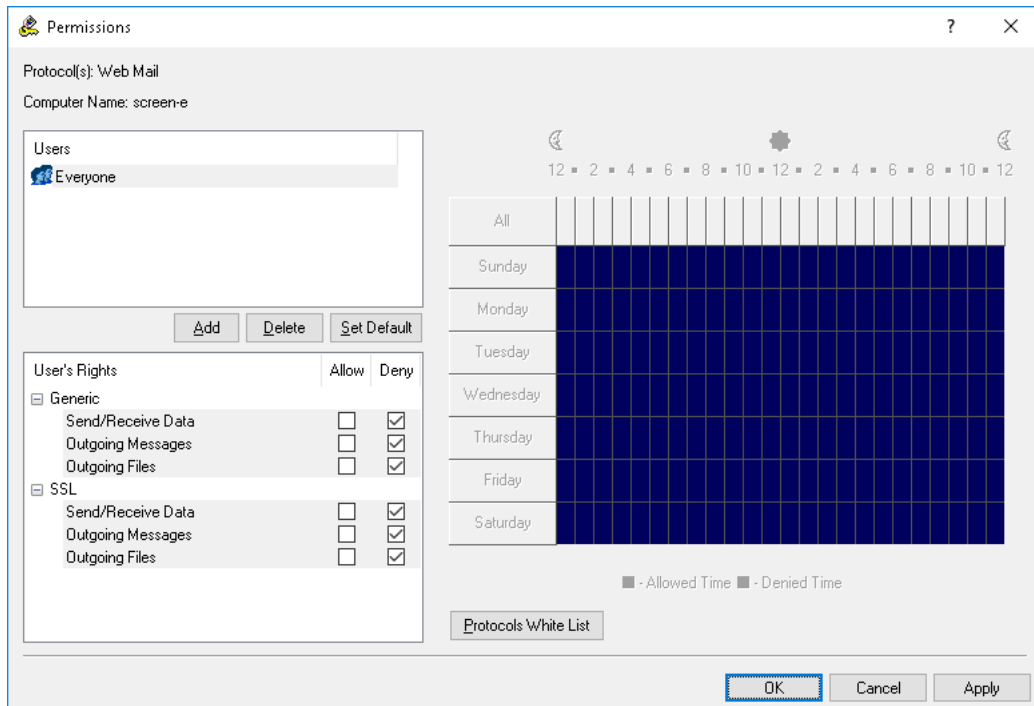 Permissions
?
Protocol(s): Web Mail
Computer Name: screen-e
Users
Everyone
Add Delete Set Default
User's Rights Allow Deny
Generic
Send/Receive Data
Outgoing Messages
Outgoing Files
SSL
Send/Receive Data
Outgoing Messages
Outgoing Files
12 2 4 6 8 10 12 2 4 6 8 10 12
All
Sunday
Monday
Tuesday
Wednesday
Thursday
Friday
Saturday
- Allowed Time - Denied Time
Protocols White List
OK Cancel Apply